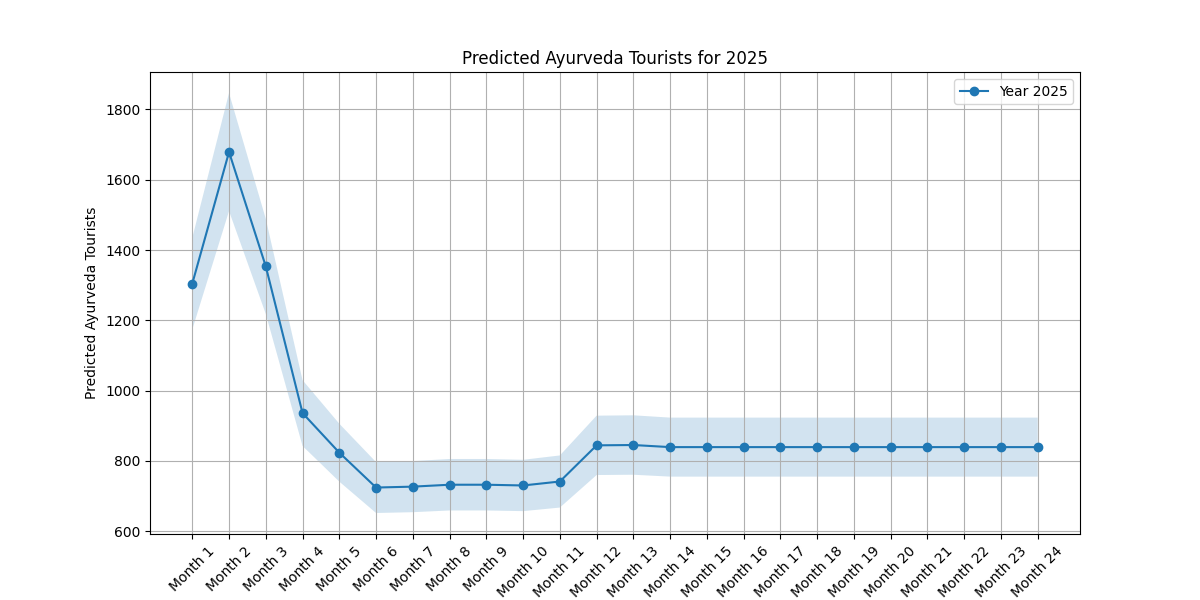 Predicted Ayurveda Tourists for 2025
Year 2025
Predicted Ayurveda Tourists
1800
1600
1400
1200
1000
800
600
Month 1
Month 2
Month 3
Month 4
Month 5
Month 6
Month 7
Month 8
Month 9
Month 10
Month 11
Month 12
Month 13
Month 14
Month 15
Month 16
Month 17
Month 18
Month 19
Month 20
Month 21
Month 22
Month 23
Month 24